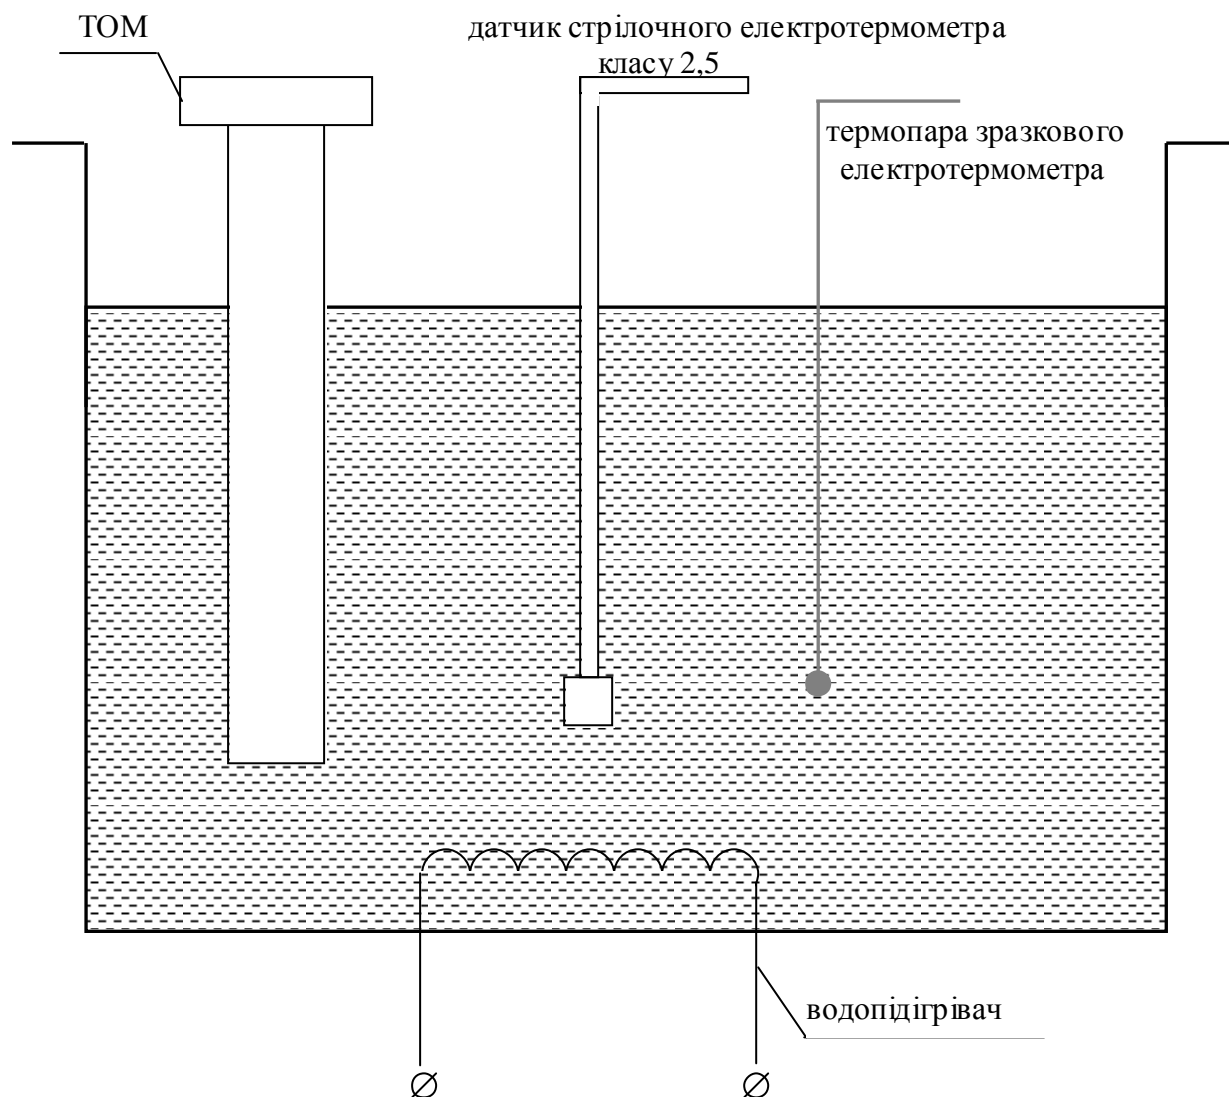 ТОМ
датчик стрілочного електротермометра
класу 2,5
термопара зразкового
електротермометра
водопідігрівач